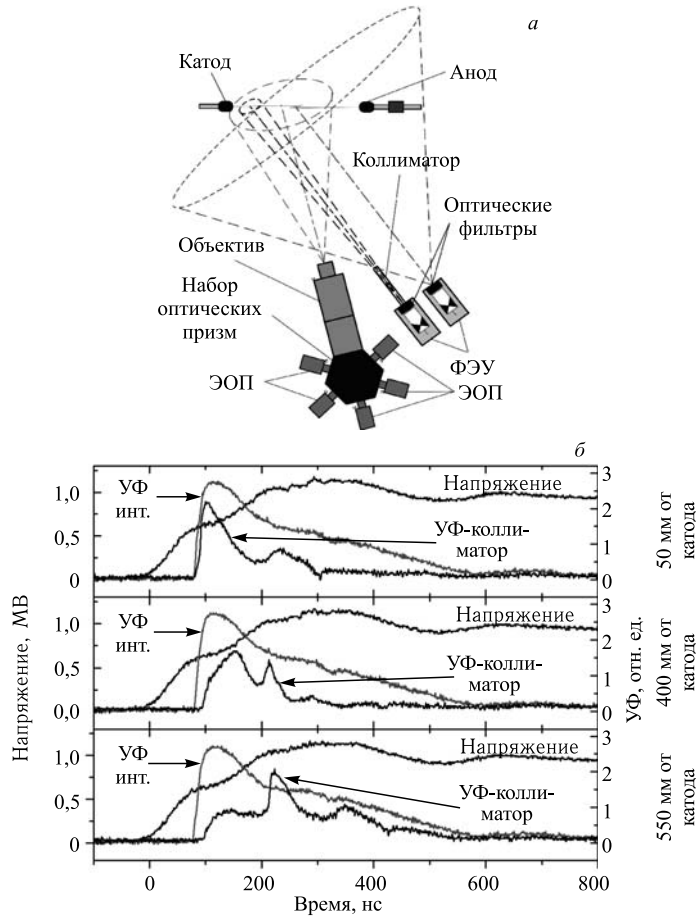 а
Катод
Анод
Коллиматор
Оптические
фильтры
Объектив
Набор
оптических
призм
ФЭУ
ЭОП
ЭОП
б
УФ
инт.
Напряжение
УФ-колли-
матор
1,0
0,5
0
3
2
1
0
50 мм от
катода
УФ
инт.
Напряжение
УФ-колли-
матор
1,0
0,5
0,0
3
2
1
0
400 мм от
катода
Напряжение, МВ
УФ, отн. ед.
УФ
инт.
Напряжение
УФ-колли-
матор
1,0
0,5
0
3
2
1
0
550 мм от
катода
0
200
400
600
800
Время, нс